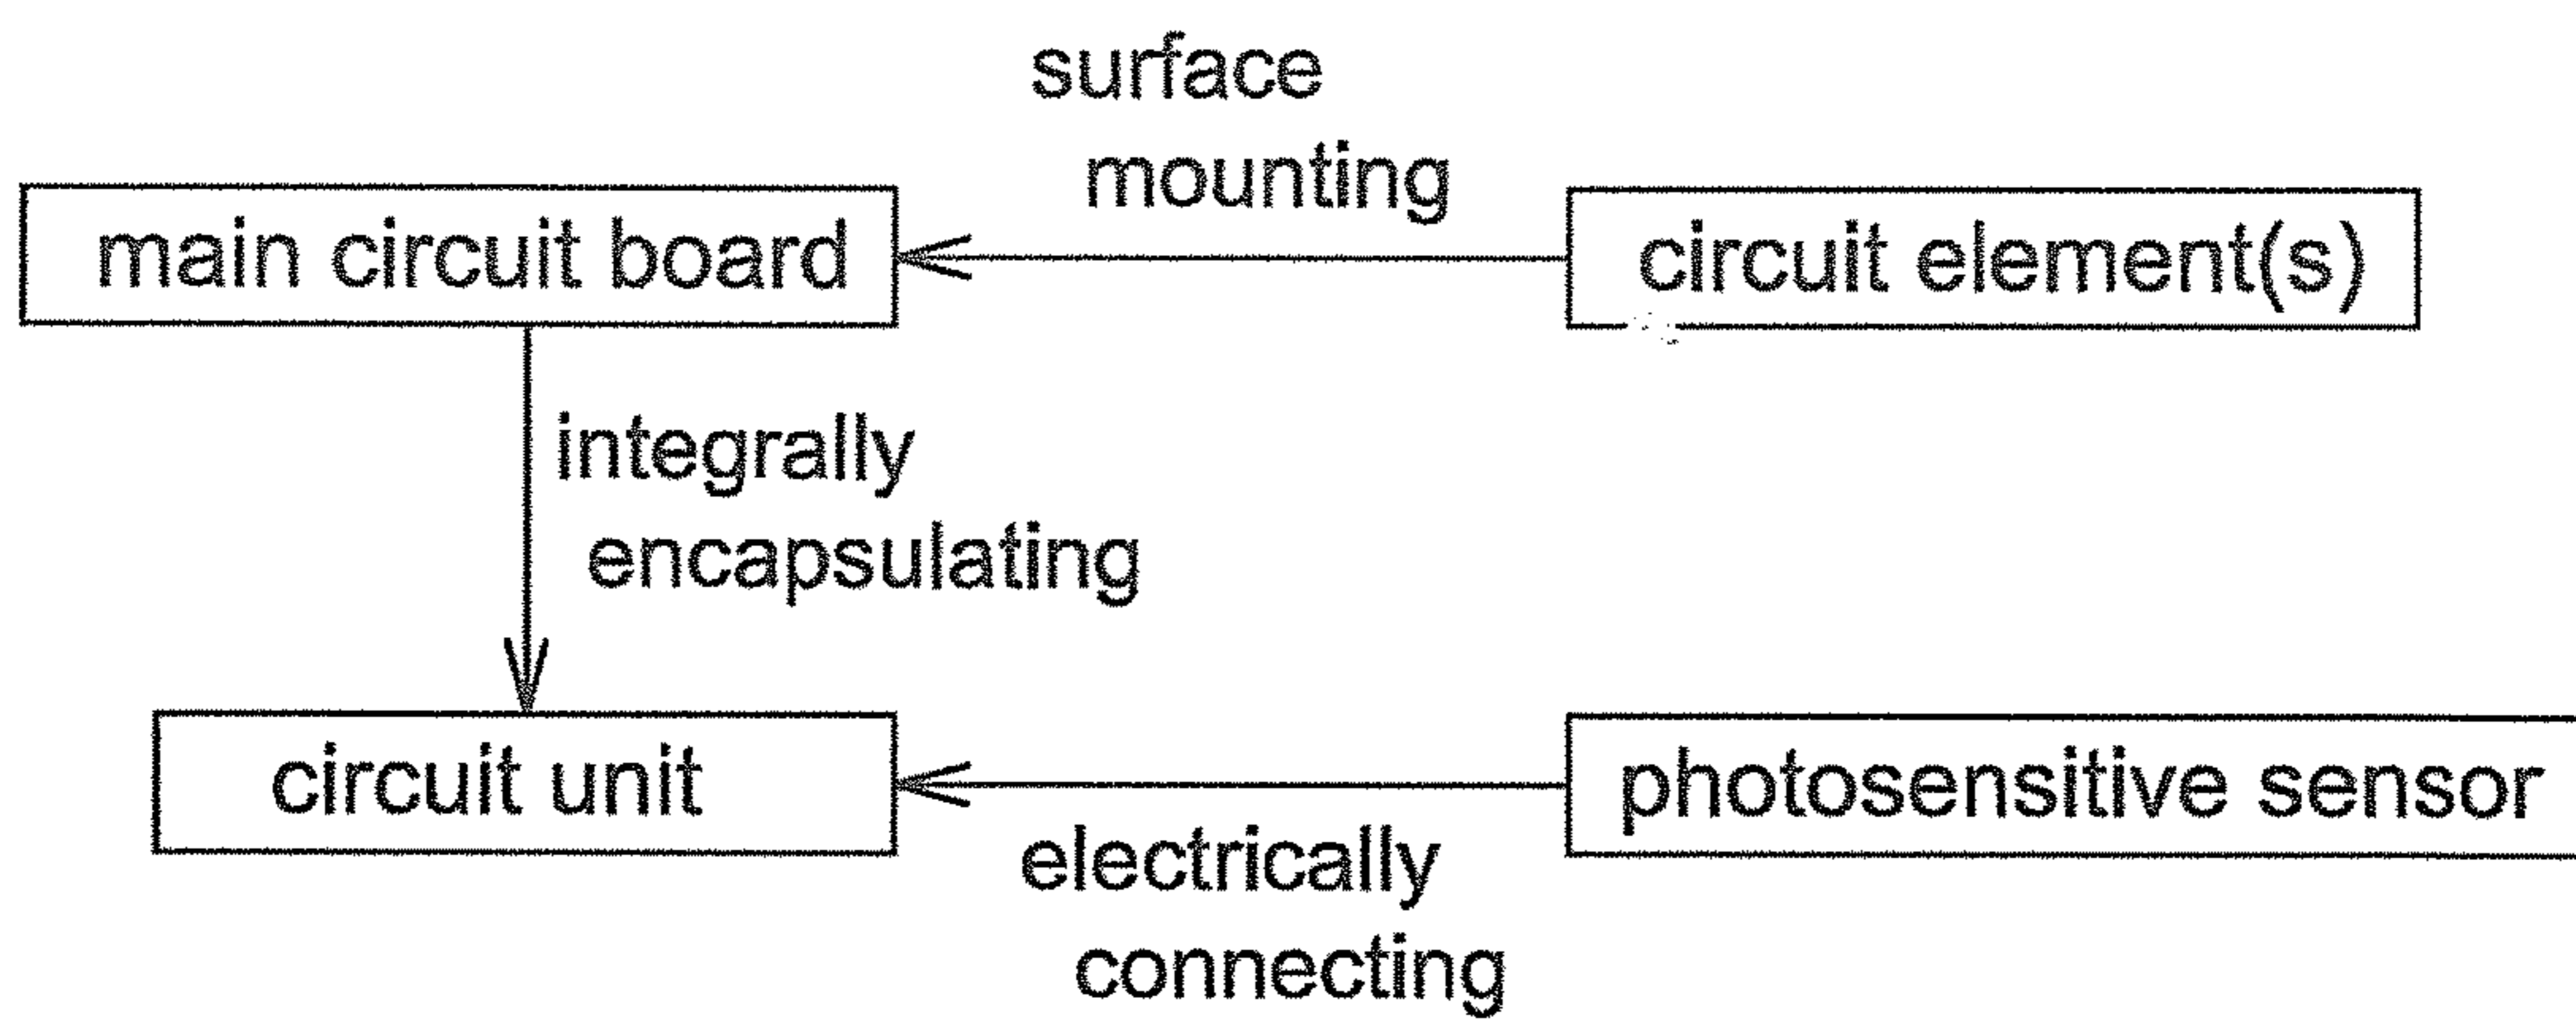 surface
mounting
main circuit board
circuit element(s)
integrally
encapsulating
circuit unit
photosensitive sensor
electrically
connecting